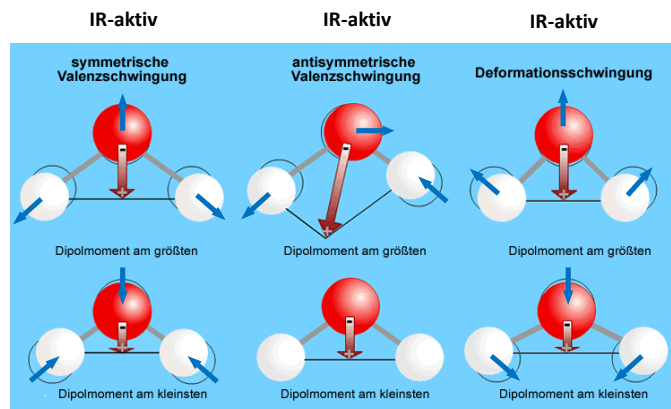 IR-aktiv
IR-aktiv
IR-aktiv
symmetrische
Valenzschwingung
antisymmetrische
Valenzschwingung
Deformationsschwingung
-
+
-
+
-
+
Dipolmoment am größten
Dipolmoment am größten
Dipolmoment am größten
-
+
-
+
-
+
Dipolmoment am kleinsten
Dipolmoment am kleinsten
Dipolmoment am kleinsten